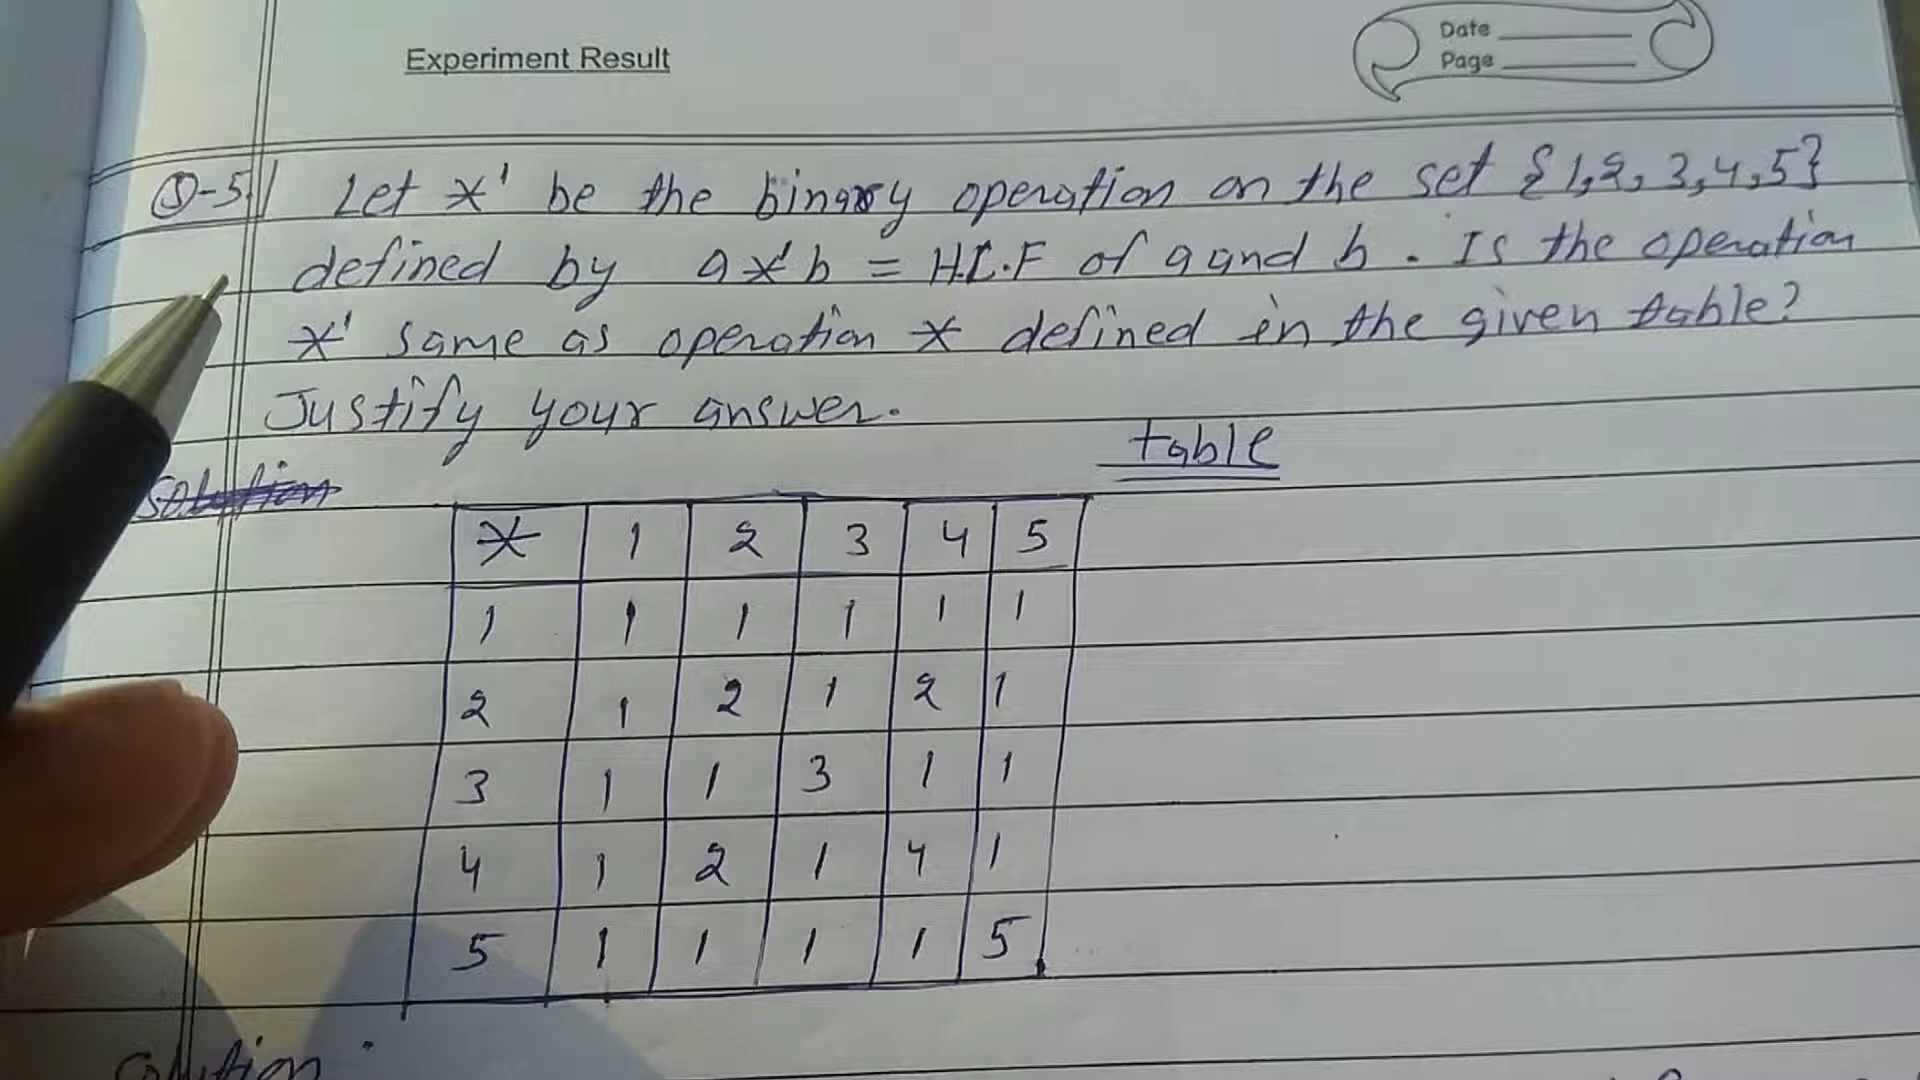 Experiment Result
Date
Page
Q-5/ Let *' be the binary operation on the set {1,2,3,4,5}
defined by a*'b = H.C.F of a and b. Is the operation
*' same as operation * defined in the given table?
Justify your answer.
table
Solution
* 1 2 3 4 5
1 1 1 1 1 1
2 1 2 1 2 1
3 1 1 3 1 1
4 1 2 1 4 1
5 1 1 1 1 5
Solution :